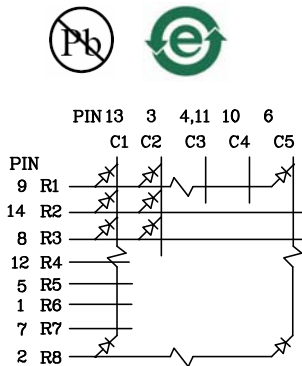 Pb
e
PIN 13 3 4,11 10 6
C1 C2 C3 C4 C5
PIN
9 R1
14 R2
8 R3
12 R4
5 R5
1 R6
7 R7
2 R8